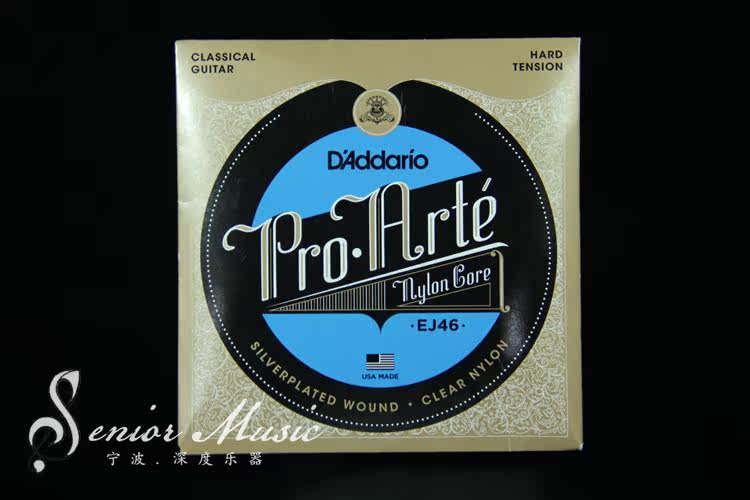 CLASSICAL
GUITAR
HARD
TENSION
D'Addario
Pro·Arté
Nylon Core
·EJ46·
USA MADE
SILVERPLATED WOUND · CLEAR NYLON
Senior Music
宁波.深度乐器